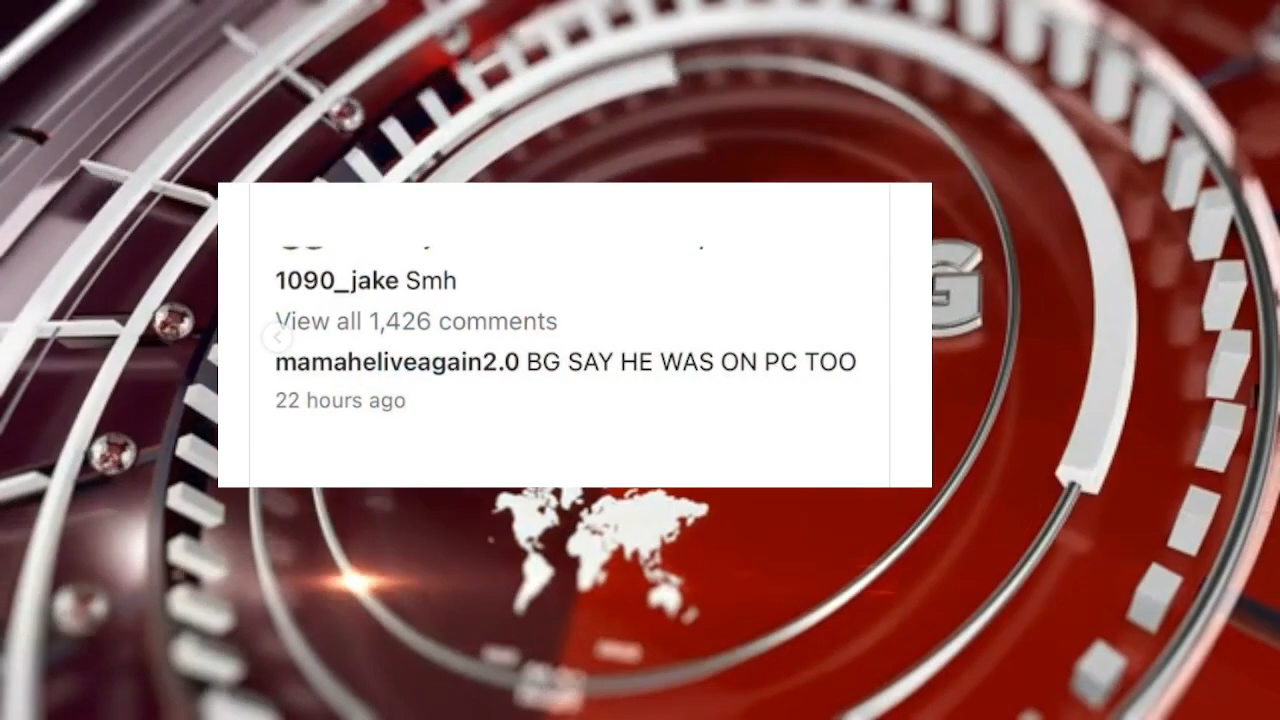 1090_jake Smh
View all 1,426 comments
mamaheliveagain2.0 BG SAY HE WAS ON PC TOO
22 hours ago